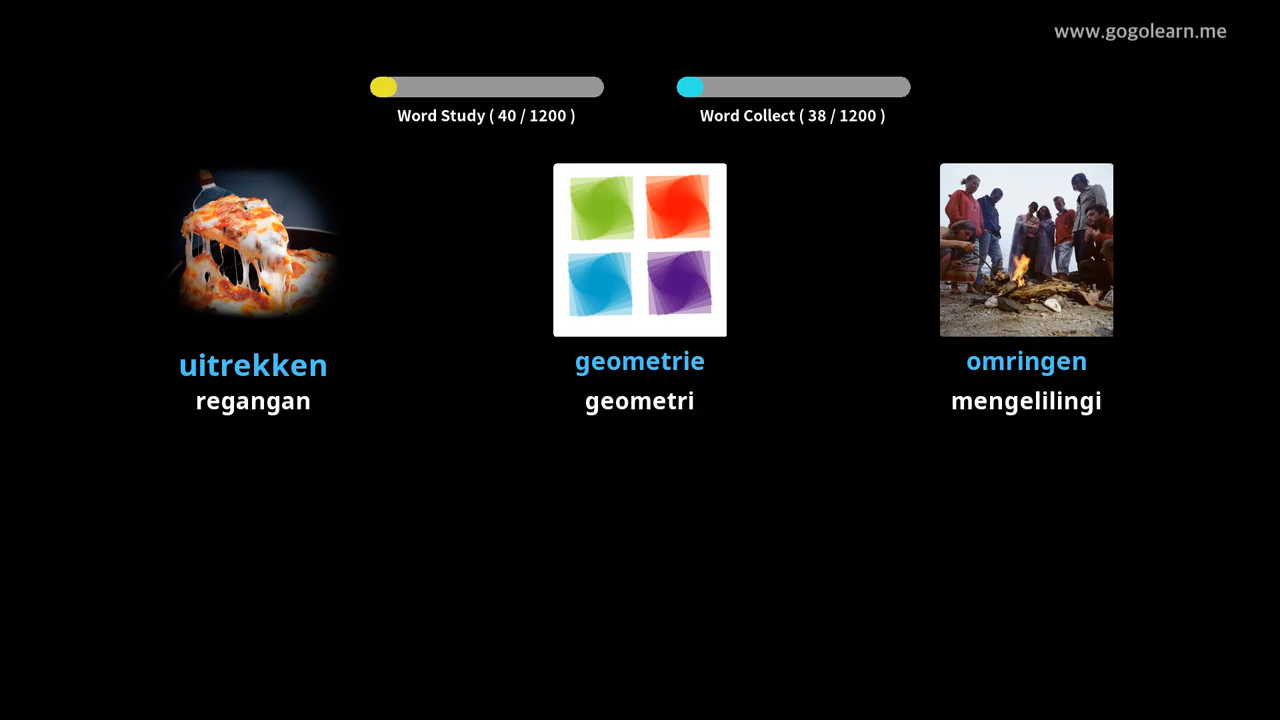 www.gogolearn.me
Word Study ( 40 / 1200 )
Word Collect ( 38 / 1200 )
uitrekken
regangan
geometrie
geometri
omringen
mengelilingi